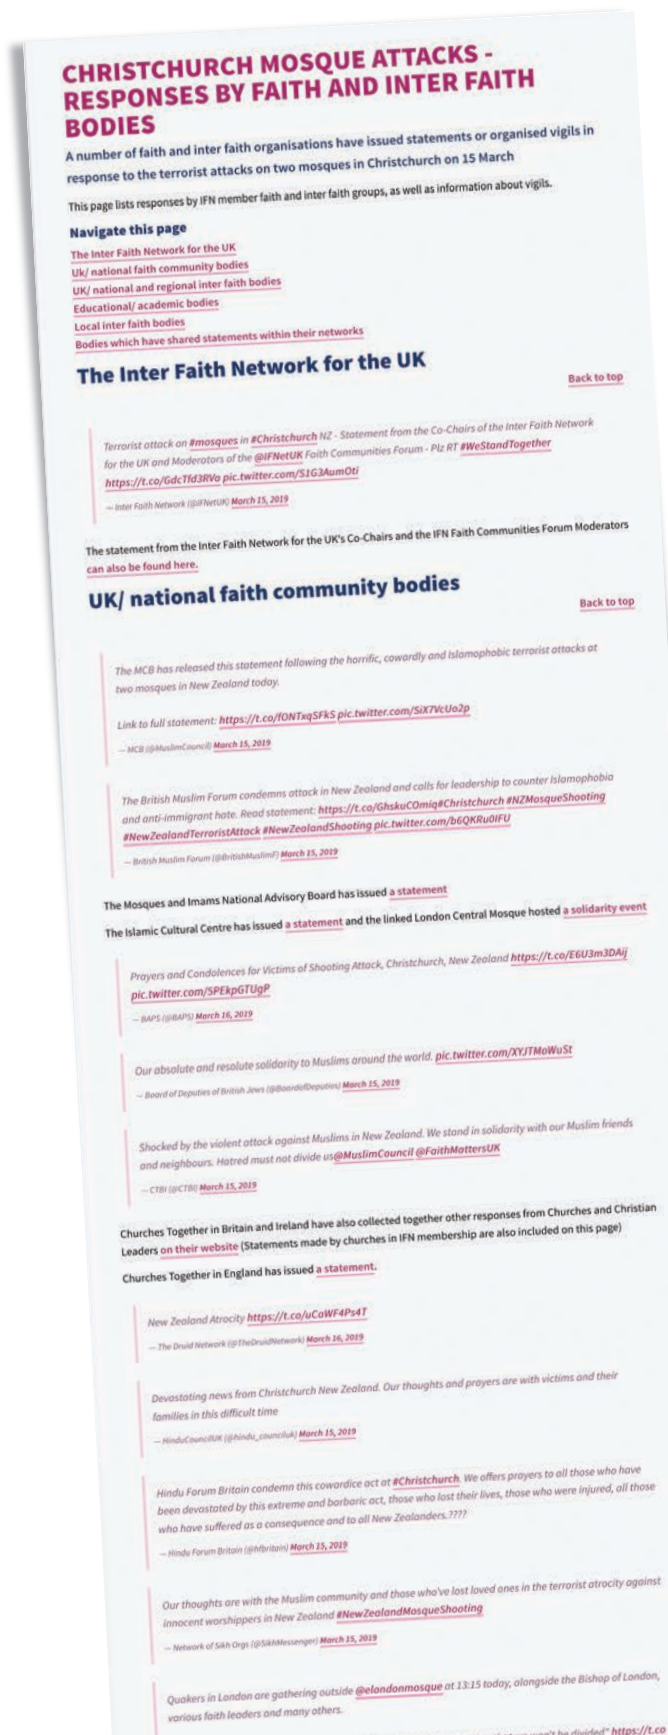 CHRISTCHURCH MOSQUE ATTACKS -
RESPONSES BY FAITH AND INTER FAITH
BODIES
A number of faith and inter faith organisations have issued statements or organised vigils in
response to the terrorist attacks on two mosques in Christchurch on 15 March
This page lists responses by IFN member faith and inter faith groups, as well as information about vigils.
Navigate this page
The Inter Faith Network for the UK
Uk/ national faith community bodies
UK/ national and regional inter faith bodies
Educational/ academic bodies
Local inter faith bodies
Bodies which have shared statements within their networks
The Inter Faith Network for the UK
Back to top
Terrorist attack on #mosques in #Christchurch NZ - Statement from the Co-Chairs of the Inter Faith Network
for the UK and Moderators of the @IFNetUK Faith Communities Forum - Plz RT #WeStandTogether
https://t.co/GdcTfd3RVo pic.twitter.com/S1G3AumOti
— Inter Faith Network (@IFNetUK) March 15, 2019
The statement from the Inter Faith Network for the UK's Co-Chairs and the IFN Faith Communities Forum Moderators
can also be found here.
UK/ national faith community bodies
Back to top
The MCB has released this statement following the horrific, cowardly and Islamophobic terrorist attacks at
two mosques in New Zealand today.
Link to full statement: https://t.co/fONTxqSFkS pic.twitter.com/SiX7VcUo2p
— MCB (@MuslimCouncil) March 15, 2019
The British Muslim Forum condemns attack in New Zealand and calls for leadership to counter Islamophobia
and anti-immigrant hate. Read statement: https://t.co/GhskuCOmiq#Christchurch #NZMosqueShooting
#NewZealandTerroristAttack #NewZealandShooting pic.twitter.com/b6QKRu0IFU
— British Muslim Forum (@BritishMuslimF) March 15, 2019
The Mosques and Imams National Advisory Board has issued a statement
The Islamic Cultural Centre has issued a statement and the linked London Central Mosque hosted a solidarity event
Prayers and Condolences for Victims of Shooting Attack, Christchurch, New Zealand https://t.co/E6U3m3DAij
pic.twitter.com/SPEkpGTUgP
— BAPS (@BAPS) March 16, 2019
Our absolute and resolute solidarity to Muslims around the world. pic.twitter.com/XYJTMoWuSt
— Board of Deputies of British Jews (@BoardofDeputies) March 15, 2019
Shocked by the violent attack against Muslims in New Zealand. We stand in solidarity with our Muslim friends
and neighbours. Hatred must not divide us@MuslimCouncil @FaithMattersUK
— CTBI (@CTBI) March 15, 2019
Churches Together in Britain and Ireland have also collected together other responses from Churches and Christian
Leaders on their website (Statements made by churches in IFN membership are also included on this page)
Churches Together in England has issued a statement.
New Zealand Atrocity https://t.co/uCaWF4Ps4T
— The Druid Network (@TheDruidNetwork) March 16, 2019
Devastating news from Christchurch New Zealand. Our thoughts and prayers are with victims and their
families in this difficult time
— HinduCouncilUK (@hindu_counciluk) March 15, 2019
Hindu Forum Britain condemn this cowardice act at #Christchurch. We offers prayers to all those who have
been devastated by this extreme and barbaric act, those who lost their lives, those who were injured, all those
who have suffered as a consequence and to all New Zealanders.????
— Hindu Forum Britain (@hfbritain) March 15, 2019
Our thoughts are with the Muslim community and those who've lost loved ones in the terrorist atrocity against
innocent worshippers in New Zealand #NewZealandMosqueShooting
— Network of Sikh Orgs (@SikhMessenger) March 15, 2019
Quakers in London are gathering outside @elondonmosque at 13:15 today, alongside the Bishop of London,
various faith leaders and many others.
won't be divided" https://t.co